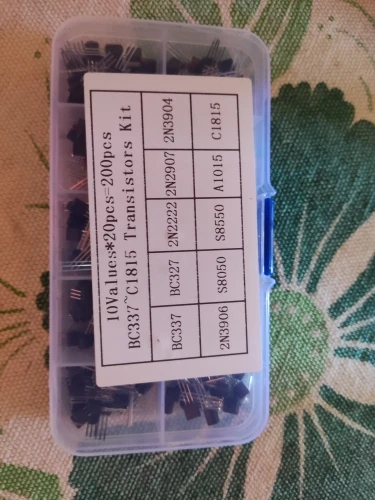 10Values*20pcs=200pcs
BC337~C1815 Transistors Kit
BC337 BC327 2N2222 2N2907 2N3904
2N3906 S8050 S8550 A1015 C1815